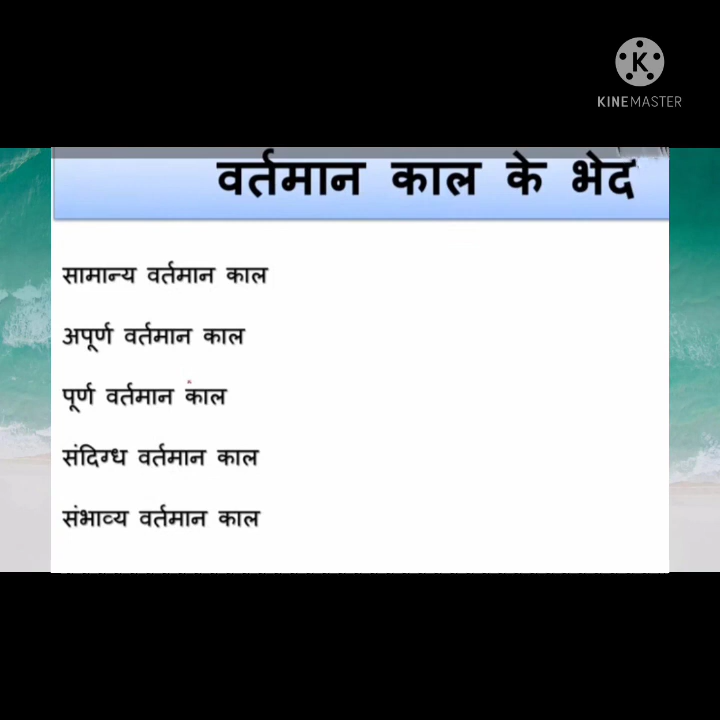 KINEMASTER
वर्तमान काल के भेद
सामान्य वर्तमान काल
अपूर्ण वर्तमान काल
पूर्ण वर्तमान काल
संदिग्ध वर्तमान काल
संभाव्य वर्तमान काल